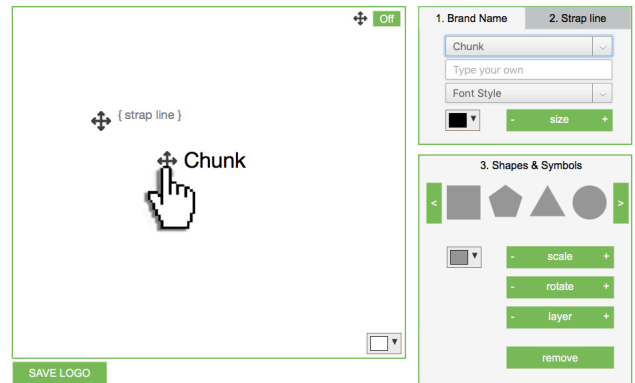 Off
{ strap line }
Chunk
SAVE LOGO
1. Brand Name
2. Strap line
Chunk
Type your own
Font Style
- size +
3. Shapes & Symbols
< >
- scale +
- rotate +
- layer +
remove